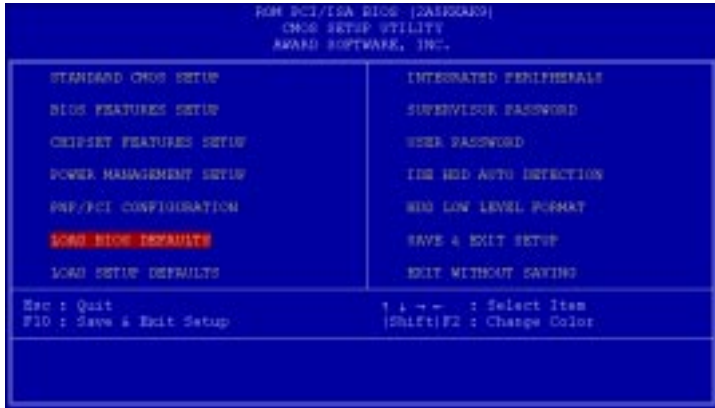 ROM PCI/ISA BIOS
CMOS SETUP UTILITY
AWARD SOFTWARE, INC.
STANDARD CMOS SETUP
BIOS FEATURES SETUP
CHIPSET FEATURES SETUP
POWER MANAGEMENT SETUP
PNP/PCI CONFIGURATION
LOAD BIOS DEFAULTS
LOAD SETUP DEFAULTS
INTEGRATED PERIPHERALS
SUPERVISOR PASSWORD
USER PASSWORD
IDE HDD AUTO DETECTION
HDD LOW LEVEL FORMAT
SAVE & EXIT SETUP
EXIT WITHOUT SAVING
Esc : Quit
F10 : Save & Exit Setup
↑ ↓ → ← : Select Item
(Shift)F2 : Change Color